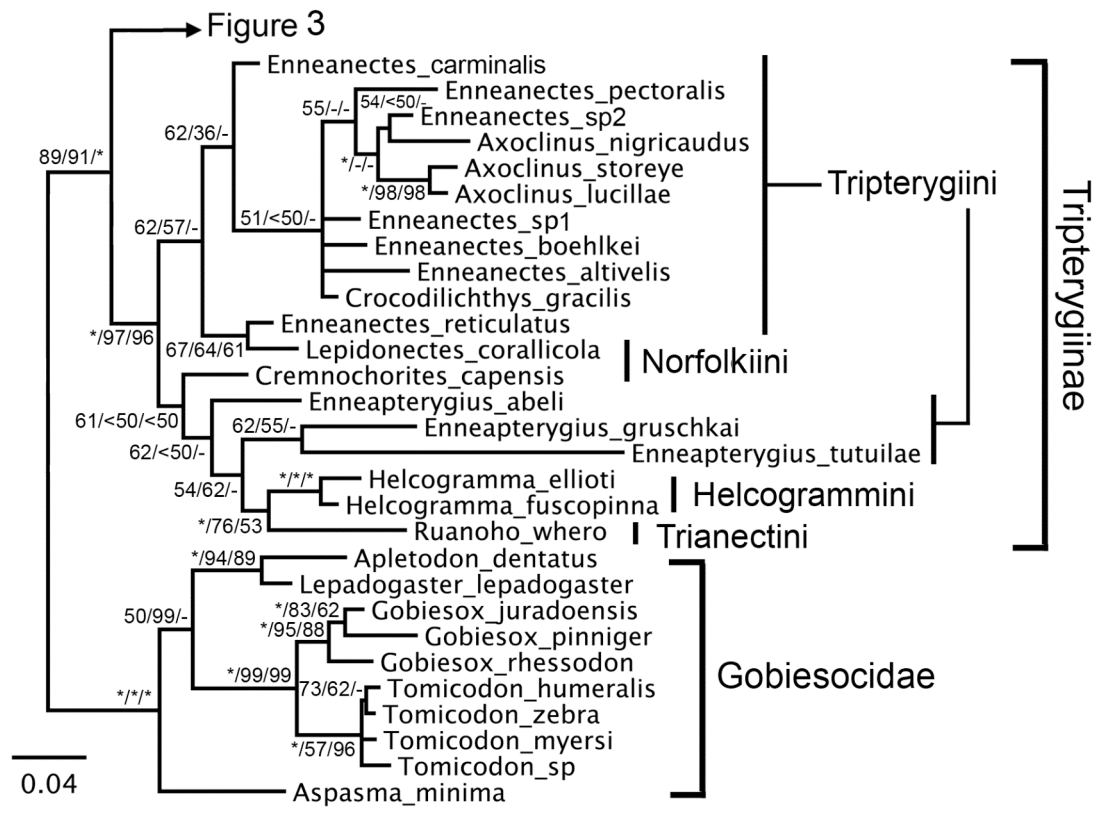 Figure 3
Enneanectes_carminalis
Enneanectes_pectoralis
55/-/-
54/<50/-
Enneanectes_sp2
62/36/-
Axoclinus_nigricaudus
89/91/*
*/-/-
Axoclinus_storeye
Tripterygiini
*/98/98
Axoclinus_lucillae
51/<50/-
Enneanectes_sp1
62/57/-
Enneanectes_boehlkei
Enneanectes_altivelis
Tripterygiinae
Crocodilichthys_gracilis
Enneanectes_reticulatus
*/97/96
67/64/61
Lepidonectes_corallicola
Norfolkiini
Cremnochorites_capensis
Enneapterygius_abeli
61/<50/<50
62/55/-
Enneapterygius_gruschkai
62/<50/-
Enneapterygius_tutuilae
*/*/*
Helcogramma_ellioti
54/62/-
Helcogramma_fuscopinna
Helcogrammini
*/76/53
Ruanoho_whero
Trianectini
*/94/89
Apletodon_dentatus
Lepadogaster_lepadogaster
50/99/-
*/83/62
Gobiesox_juradoensis
*/95/88
Gobiesox_pinniger
Gobiesox_rhessodon
*/99/99
Gobiesocidae
73/62/-
Tomicodon_humeralis
*/*/*
Tomicodon_zebra
*/57/96
Tomicodon_myersi
Tomicodon_sp
0.04
Aspasma_minima